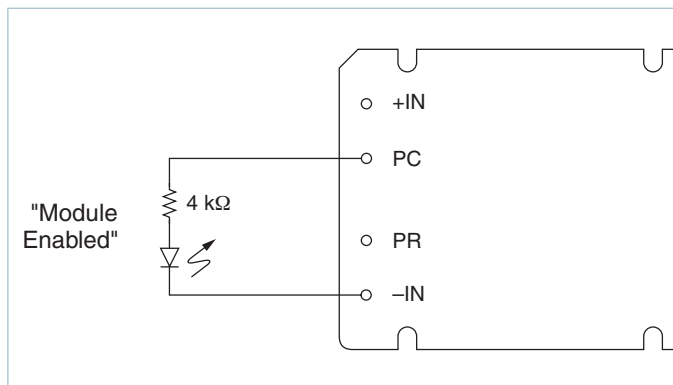 +IN
PC
4 kΩ
"Module
Enabled"
PR
–IN